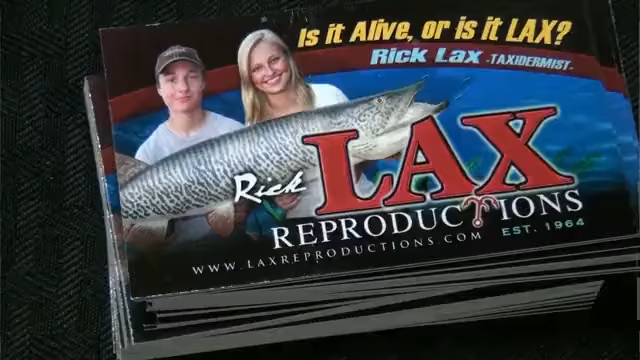 Is it Alive, or is it LAX?
Rick Lax -TAXIDERMIST-
Rick LAX
REPRODUCTIONS
EST. 1964
WWW.LAXREPRODUCTIONS.COM